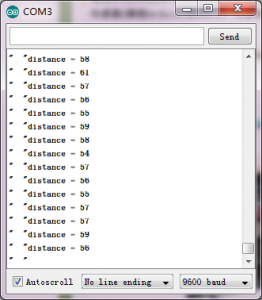 COM3
Send
" "distance = 58
" "distance = 61
" "distance = 57
" "distance = 56
" "distance = 55
" "distance = 59
" "distance = 58
" "distance = 54
" "distance = 57
" "distance = 56
" "distance = 55
" "distance = 57
" "distance = 57
" "distance = 59
" "distance = 56
" "
Autoscroll
No line ending
9600 baud